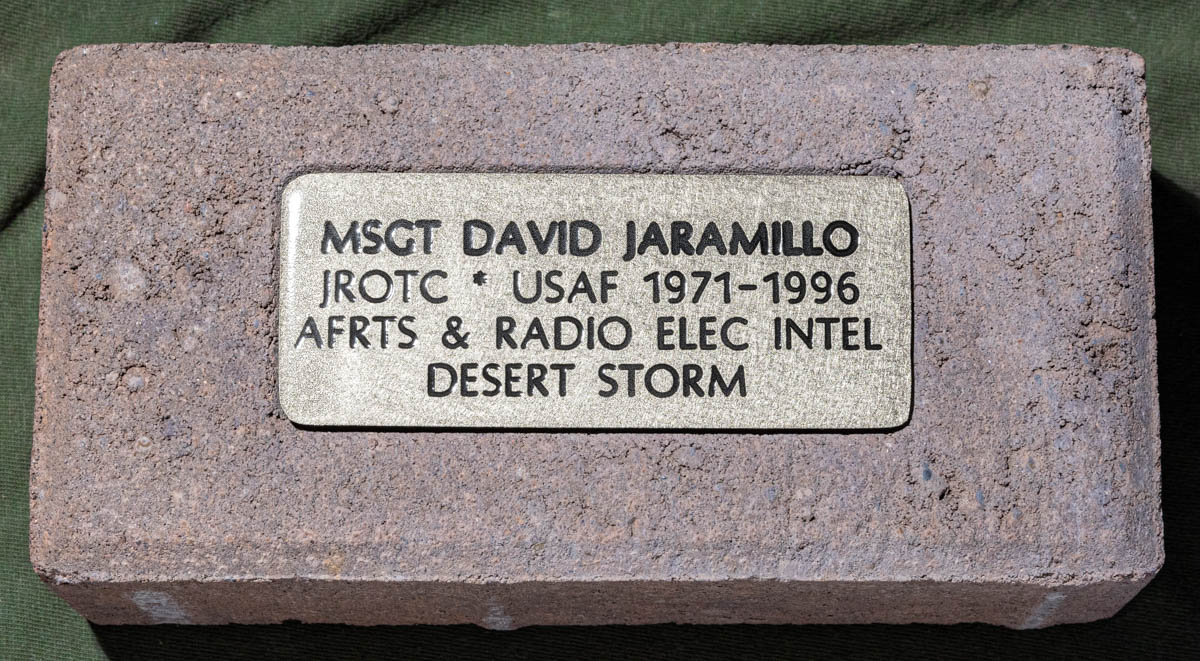 MSGT DAVID JARAMILLO
JROTC * USAF 1971-1996
AFRTS & RADIO ELEC INTEL
DESERT STORM